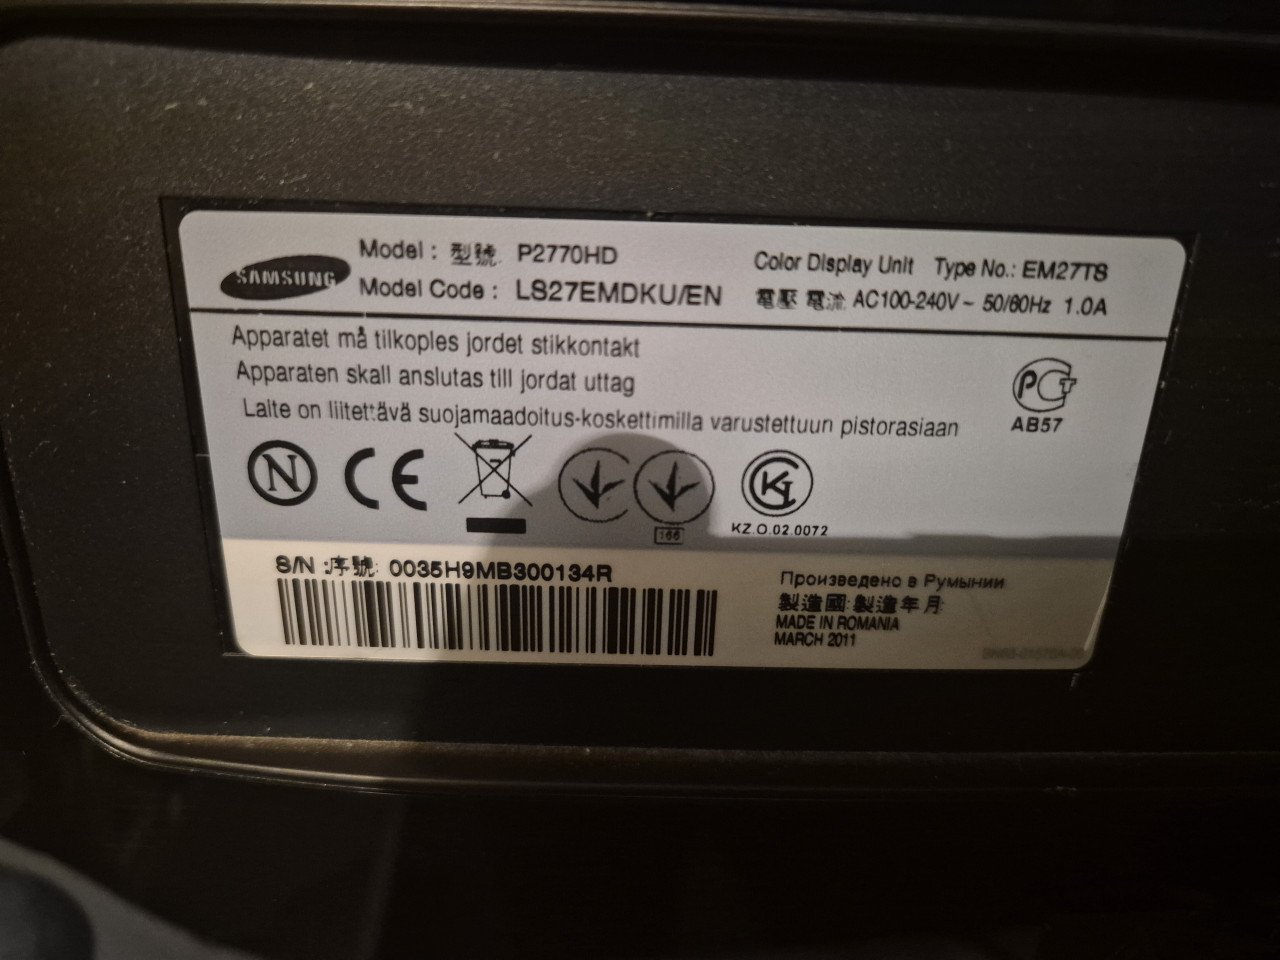 SAMSUNG
Model : 型號 P2770HD
Model Code : LS27EMDKU/EN
Color Display Unit Type No.: EM27TS
電壓 電流 AC100-240V~ 50/60Hz 1.0A
Apparatet må tilkoples jordet stikkontakt
Apparaten skall anslutas till jordat uttag
Laite on liitettävä suojamaadoitus-koskettimilla varustettuun pistorasiaan
PCT
AB57
N CE
166
KZ.O.02.0072
S/N :序號: 0035H9MB300134R
Произведено в Румынии
製造國:製造年月:
MADE IN ROMANIA
MARCH 2011